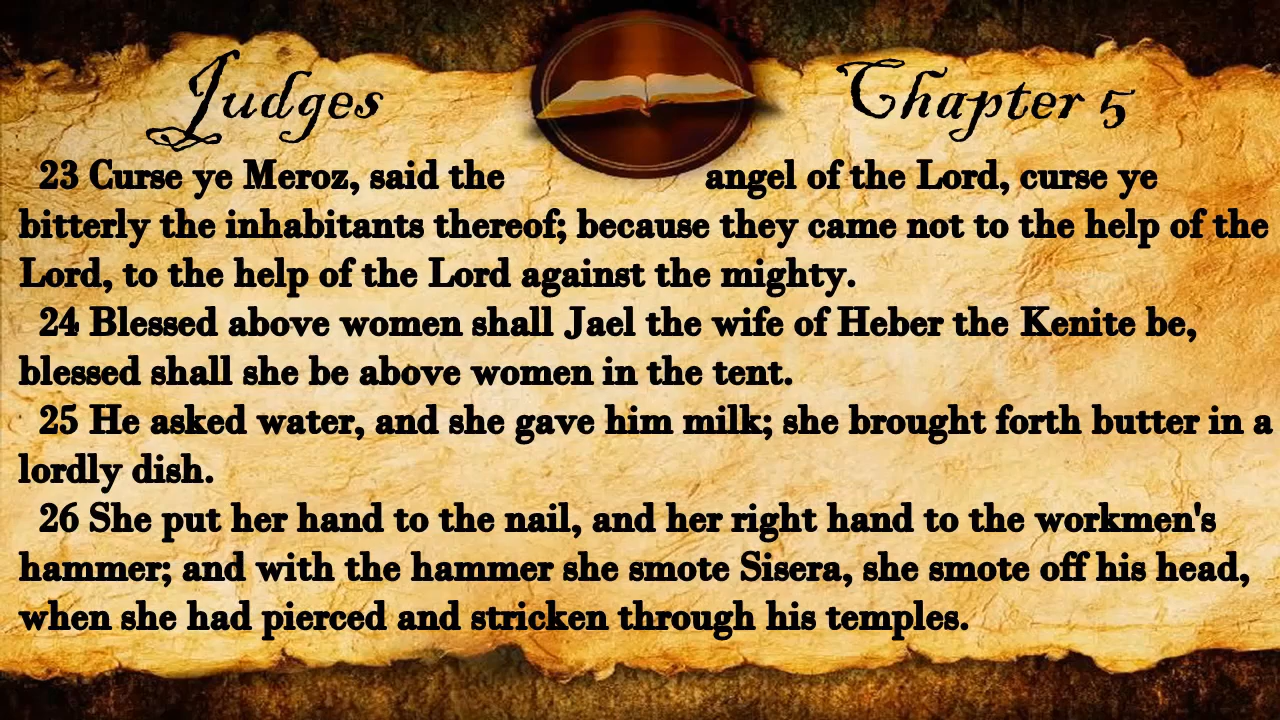 Judges Chapter 5
23 Curse ye Meroz, said the angel of the Lord, curse ye
bitterly the inhabitants thereof; because they came not to the help of the
Lord, to the help of the Lord against the mighty.
24 Blessed above women shall Jael the wife of Heber the Kenite be,
blessed shall she be above women in the tent.
25 He asked water, and she gave him milk; she brought forth butter in a
lordly dish.
26 She put her hand to the nail, and her right hand to the workmen's
hammer; and with the hammer she smote Sisera, she smote off his head,
when she had pierced and stricken through his temples.